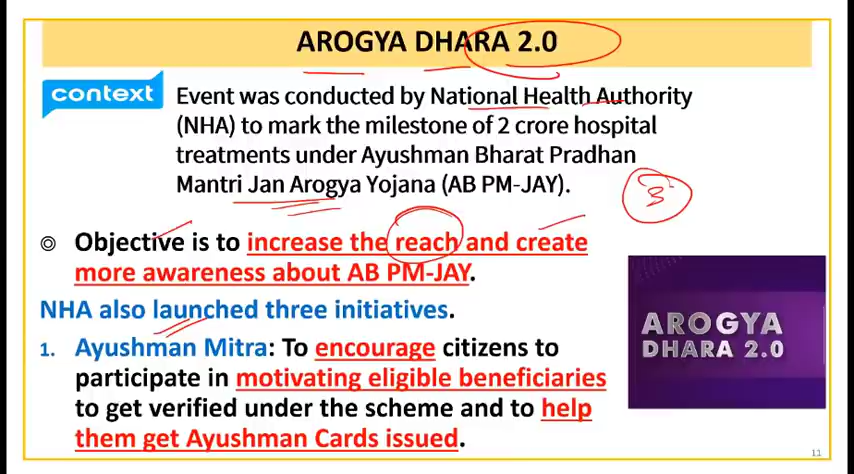 AROGYA DHARA 2.0
context
Event was conducted by National Health Authority
(NHA) to mark the milestone of 2 crore hospital
treatments under Ayushman Bharat Pradhan
Mantri Jan Arogya Yojana (AB PM-JAY).
3
Objective is to increase the reach and create
more awareness about AB PM-JAY.
NHA also launched three initiatives.
1. Ayushman Mitra: To encourage citizens to
participate in motivating eligible beneficiaries
to get verified under the scheme and to help
them get Ayushman Cards issued.
AROGYA
DHARA 2.0
11